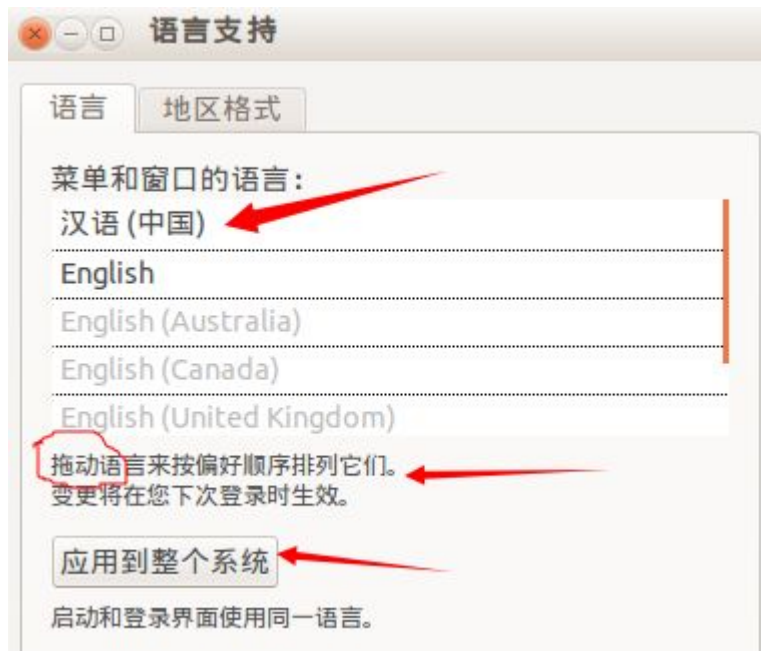 语言支持
语言
地区格式
菜单和窗口的语言:
汉语 (中国)
English
English (Australia)
English (Canada)
English (United Kingdom)
拖动语言来按偏好顺序排列它们。
变更将在您下次登录时生效。
应用到整个系统
启动和登录界面使用同一语言。